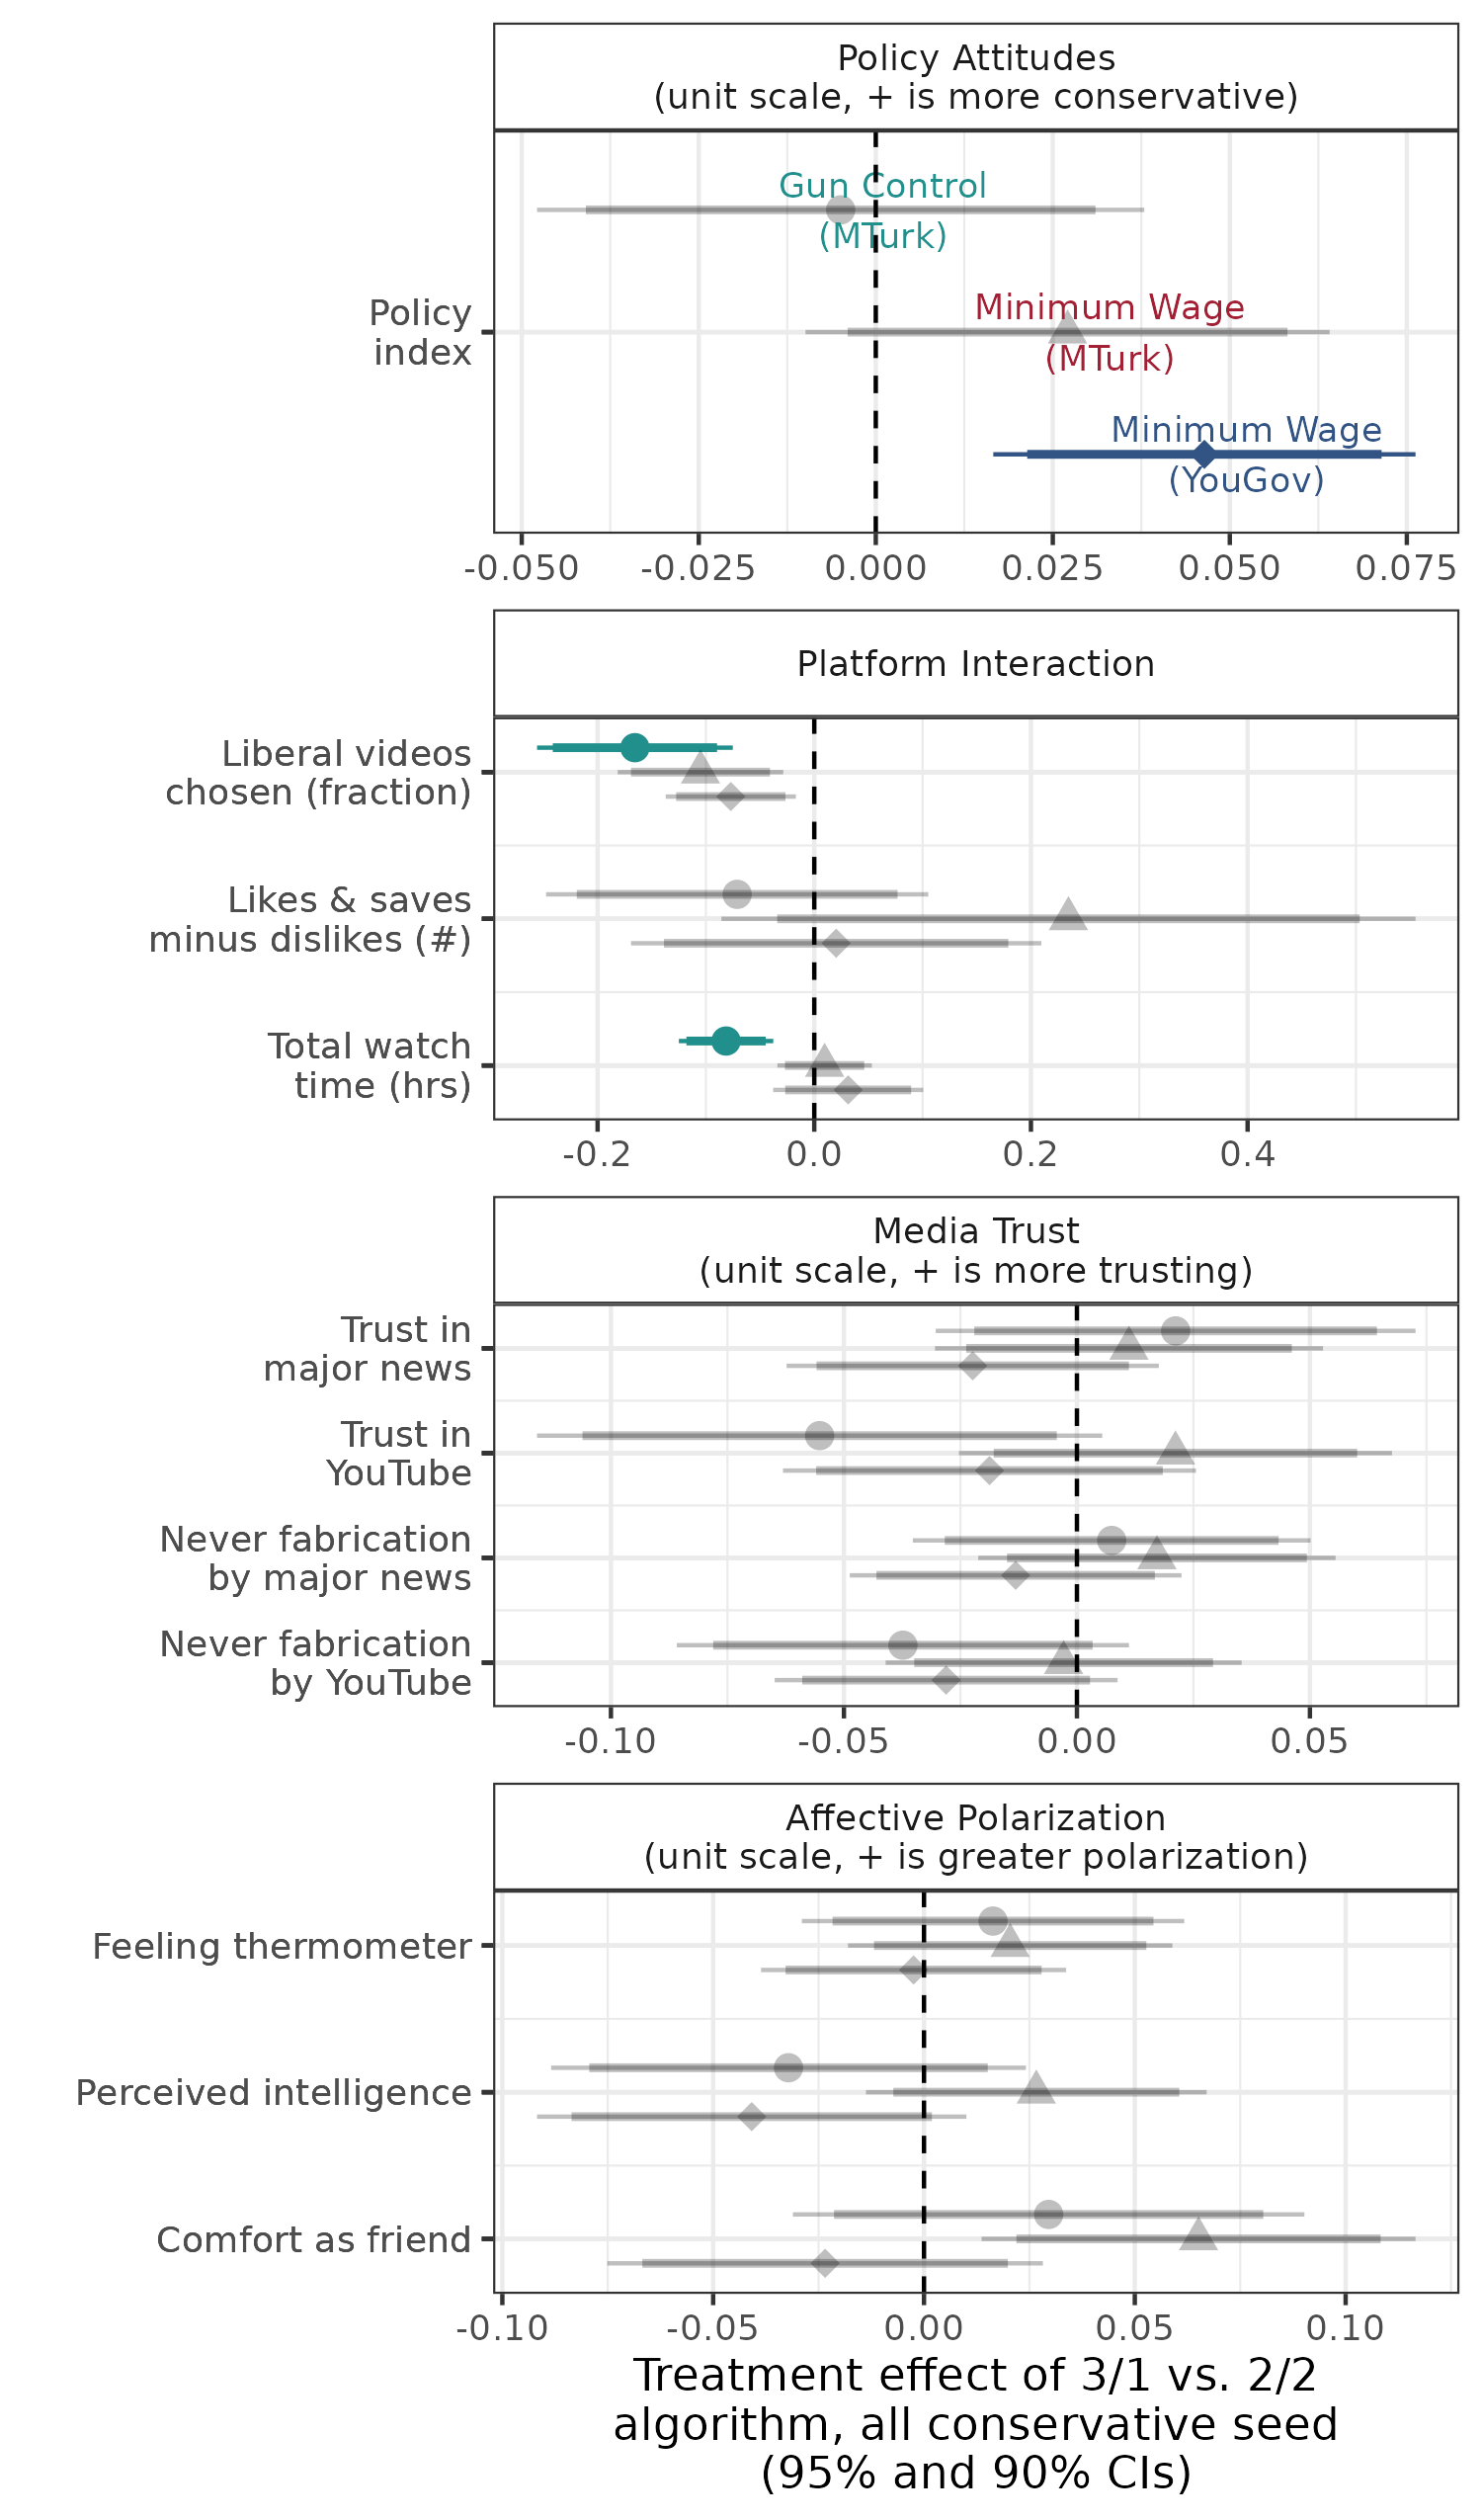 Policy Attitudes
(unit scale, + is more conservative)
Gun Control
(MTurk)
Minimum Wage
(MTurk)
Policy
index
Minimum Wage
(YouGov)
-0.050
-0.025
0.000
0.025
0.050
0.075
Platform Interaction
Liberal videos
chosen (fraction)
Likes & saves
minus dislikes (#)
Total watch
time (hrs)
-0.2
0.0
0.2
0.4
Media Trust
(unit scale, + is more trusting)
Trust in
major news
Trust in
YouTube
Never fabrication
by major news
Never fabrication
by YouTube
-0.10
-0.05
0.00
0.05
Affective Polarization
(unit scale, + is greater polarization)
Feeling thermometer
Perceived intelligence
Comfort as friend
-0.10
-0.05
0.00
0.05
0.10
Treatment effect of 3/1 vs. 2/2
algorithm, all conservative seed
(95% and 90% CIs)